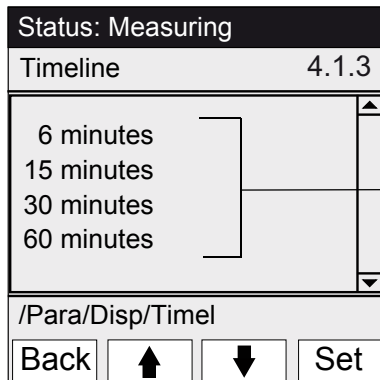 Status: Measuring
Timeline 4.1.3
6 minutes
15 minutes
30 minutes
60 minutes
/Para/Disp/Timel
Back Set